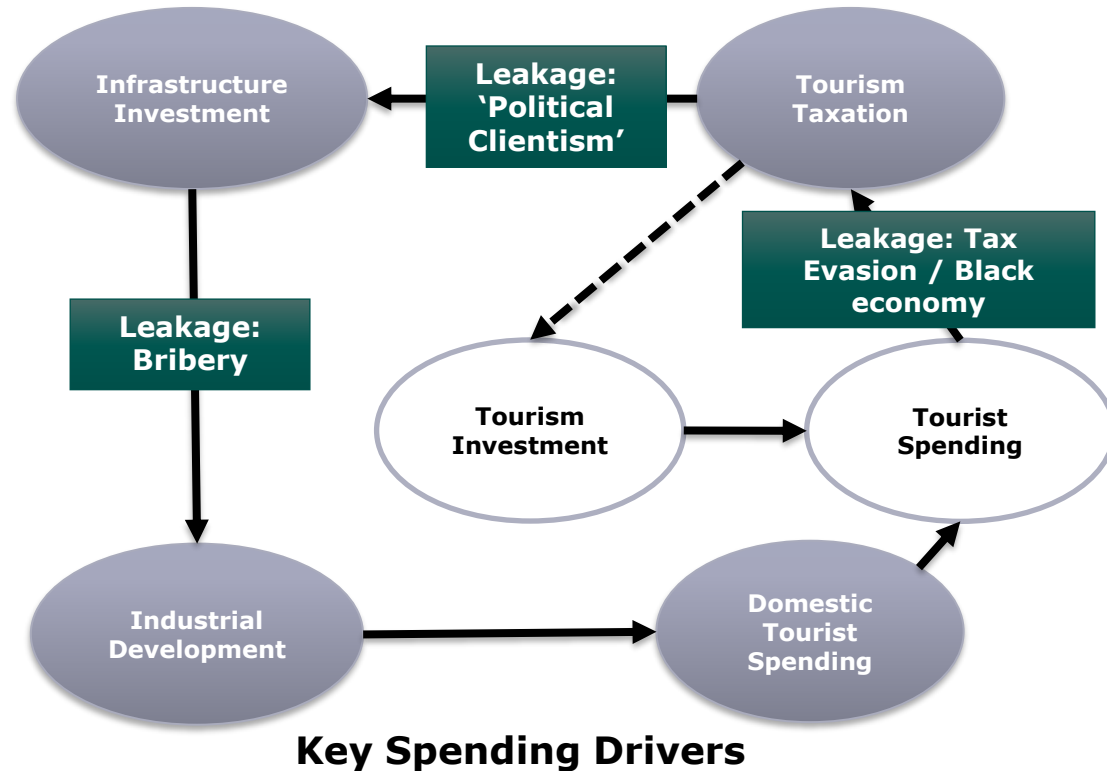 Infrastructure
Investment
Leakage:
‘Political
Clientism’
Tourism
Taxation
Leakage: Tax
Evasion / Black
economy
Leakage:
Bribery
Tourism
Investment
Tourist
Spending
Industrial
Development
Domestic
Tourist
Spending
Key Spending Drivers